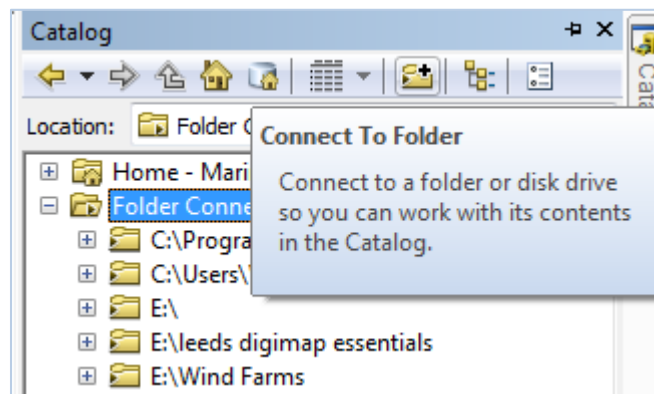 Catalog
Location: Folder
Connect To Folder
Connect to a folder or disk drive
so you can work with its contents
in the Catalog.
Home - Mari
Folder Conne
C:\Progra
C:\Users\
E:\
E:\leeds digimap essentials
E:\Wind Farms
Cata